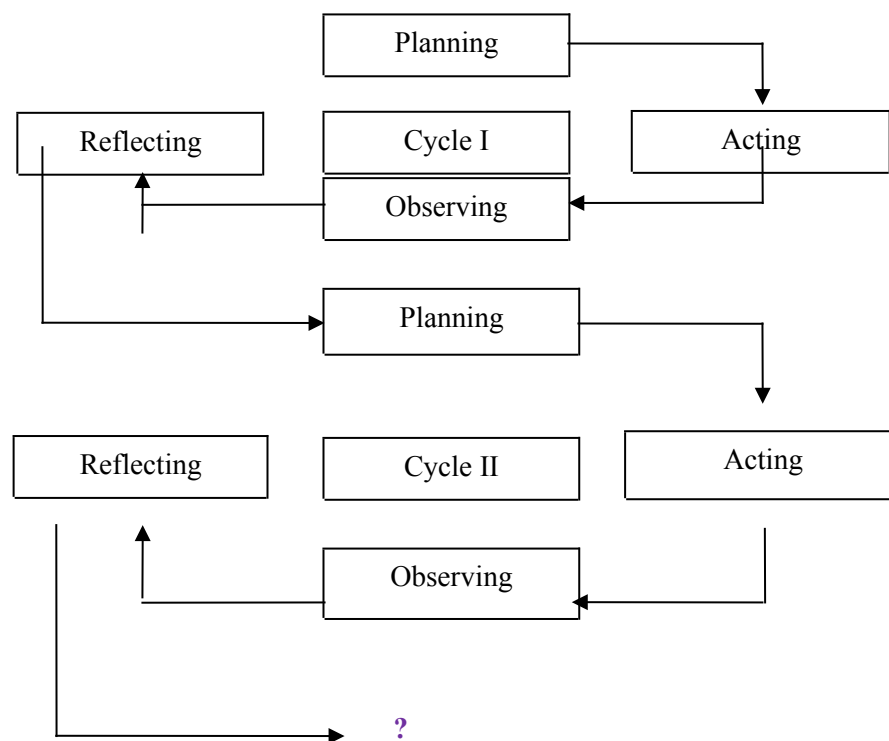 Planning
Reflecting
Cycle I
Acting
Observing
Planning
Reflecting
Cycle II
Acting
Observing
?